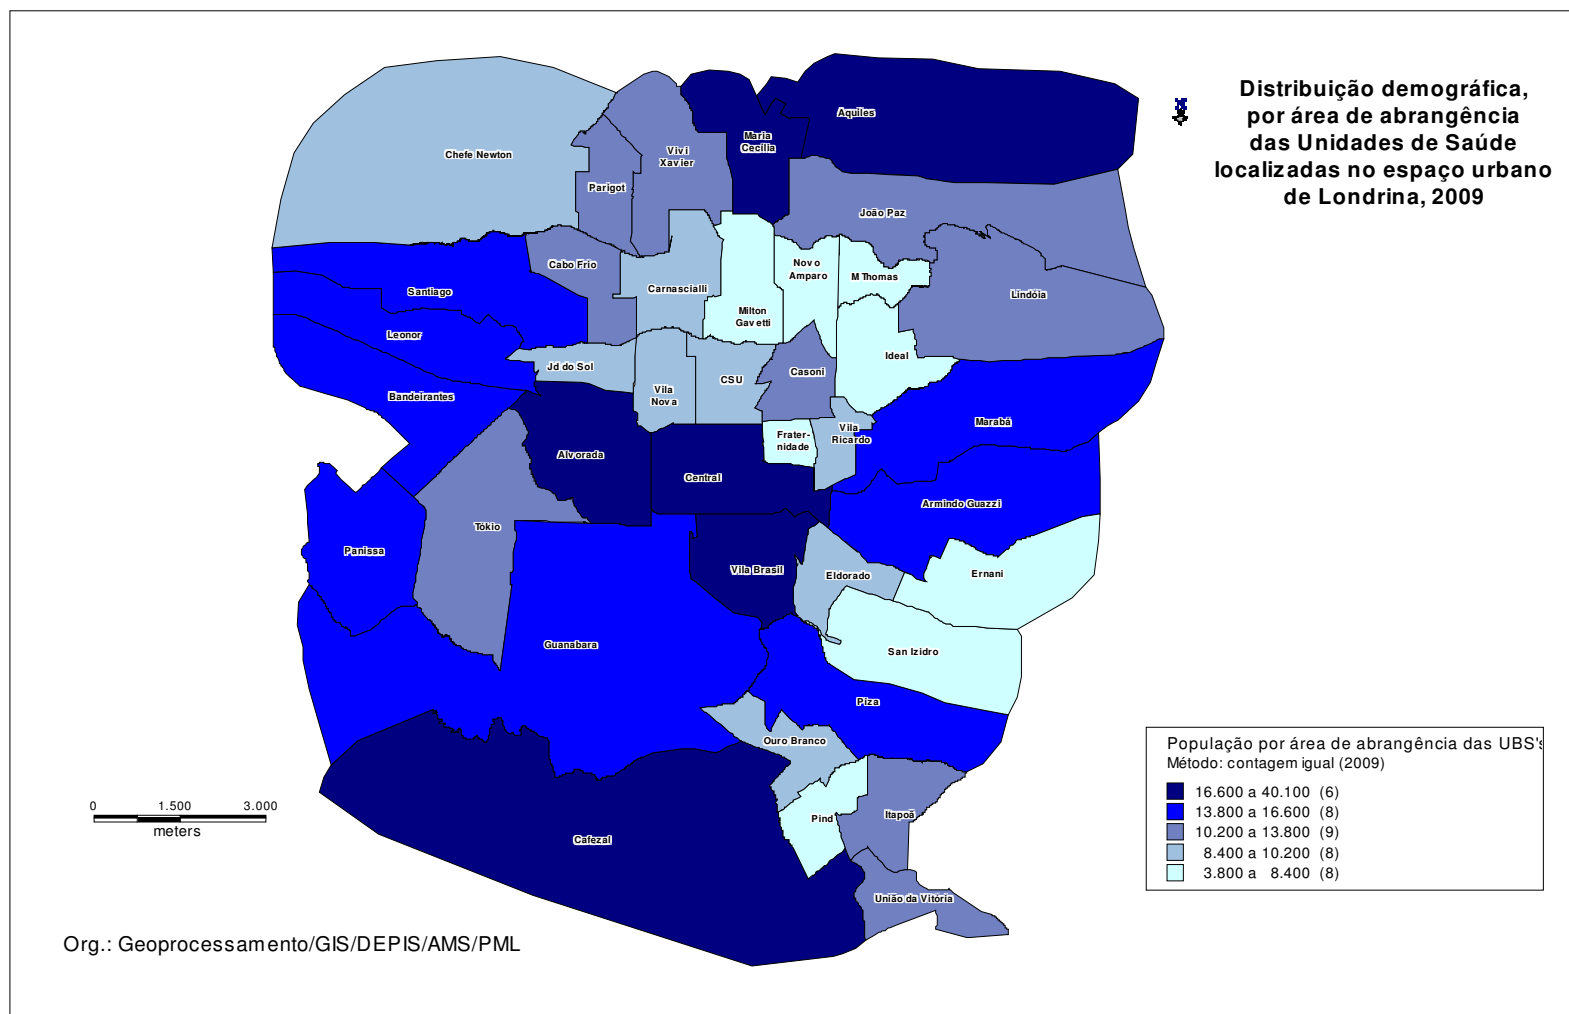 Distribuição demográfica,
por área de abrangência
das Unidades de Saúde
localizadas no espaço urbano
de Londrina, 2009
Aquiles
Maria
Cecília
Chefe Newton
Vivi
Xavier
Parigot
João Paz
Cabo Frio
Novo
Amparo
M Thomas
Santiago
Carnascialli
Lindóia
Milton
Gavetti
Leonor
Ideal
Jd do Sol
Casoni
CSU
Vila
Nova
Bandeirantes
Marabá
Frater-
nidade
Vila
Ricardo
Alvorada
Central
Armindo Guazzi
Tókio
Panissa
Vila Brasil
Eldorado
Ernani
Guanabara
San Izidro
Piza
Ouro Branco
Pind
Itapoã
Cafezal
União da Vitória
População por área de abrangência das UBS's
Método: contagem igual (2009)
16.600 a 40.100 (6)
13.800 a 16.600 (8)
10.200 a 13.800 (9)
8.400 a 10.200 (8)
3.800 a 8.400 (8)
0 1.500 3.000
meters
Org.: Geoprocessamento/GIS/DEPIS/AMS/PML